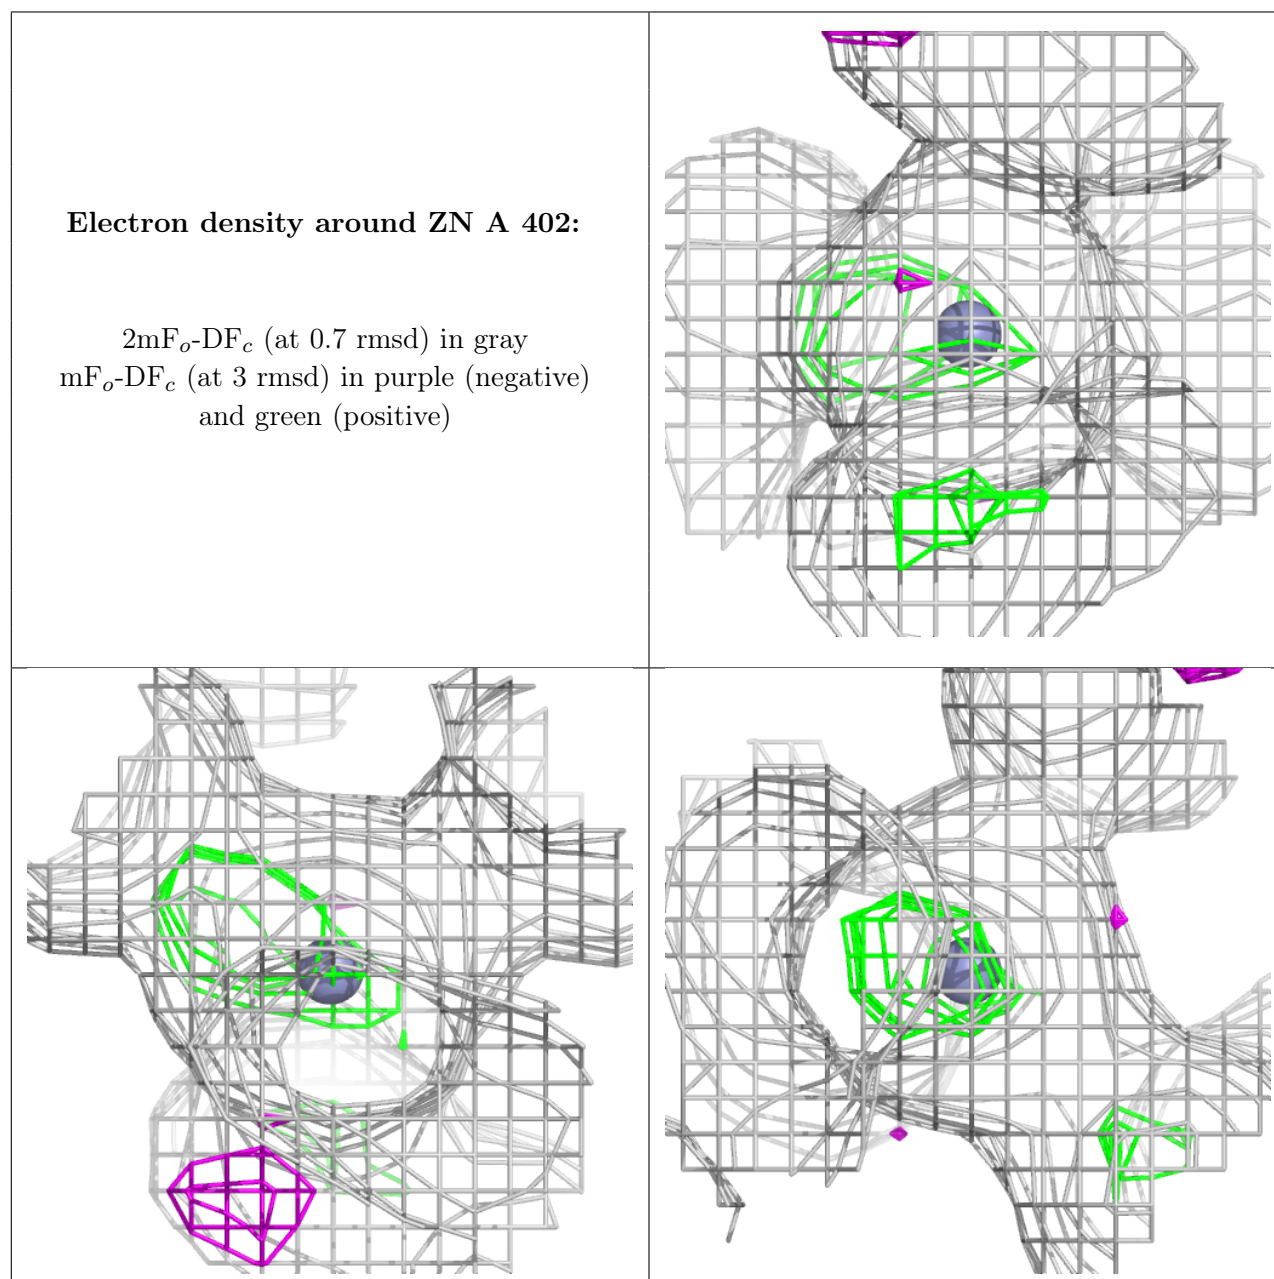 Electron density around ZN A 402:
2mFo-DFc (at 0.7 rmsd) in gray
mFo-DFc (at 3 rmsd) in purple (negative)
and green (positive)